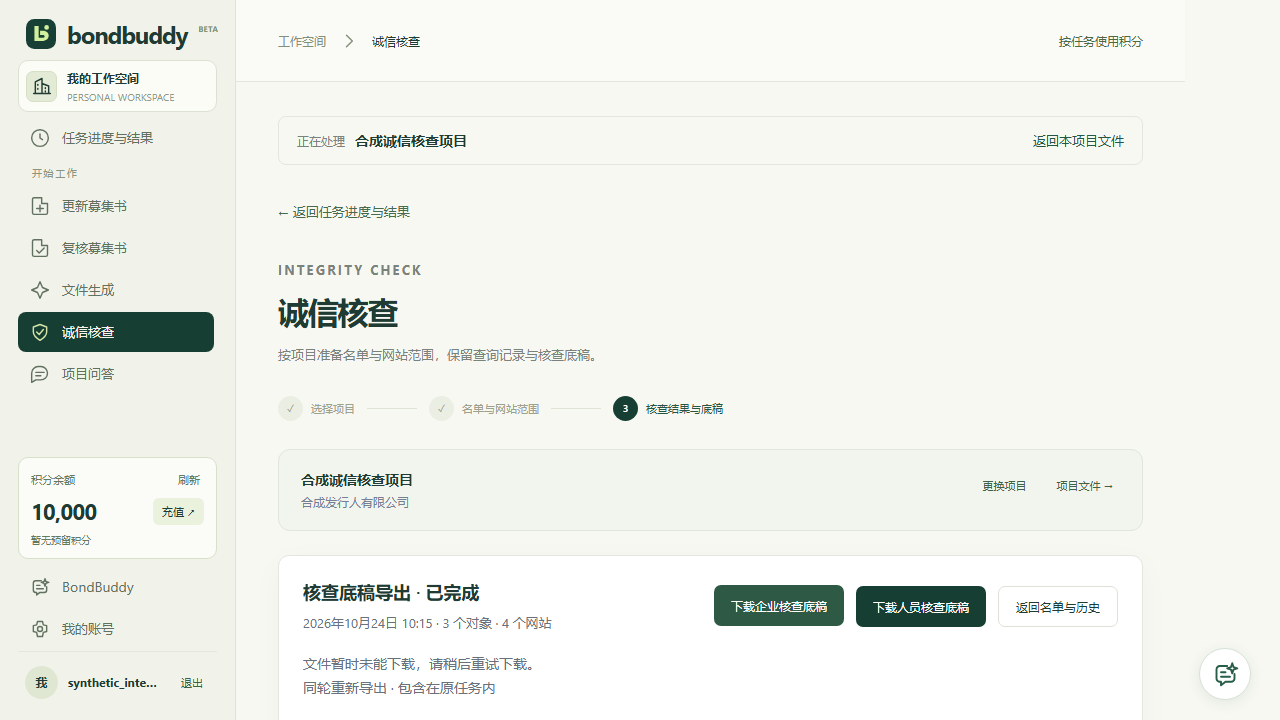 bondbuddy BETA
我的工作空间
PERSONAL WORKSPACE
任务进度与结果
开始工作
更新募集书
复核募集书
文件生成
诚信核查
项目问答
积分余额 刷新
10,000 充值 ↗
暂无预留积分
BondBuddy
我的账号
我 synthetic_inte... 退出
工作空间 > 诚信核查 按任务使用积分
正在处理 合成诚信核查项目 返回本项目文件
← 返回任务进度与结果
INTEGRITY CHECK
诚信核查
按项目准备名单与网站范围，保留查询记录与核查底稿。
✓ 选择项目 ✓ 名单与网站范围 3 核查结果与底稿
合成诚信核查项目
合成发行人有限公司
更换项目 项目文件 →
核查底稿导出 · 已完成
2026年10月24日 10:15 · 3 个对象 · 4 个网站
下载企业核查底稿 下载人员核查底稿 返回名单与历史
文件暂时未能下载，请稍后重试下载。
同轮重新导出 · 包含在原任务内